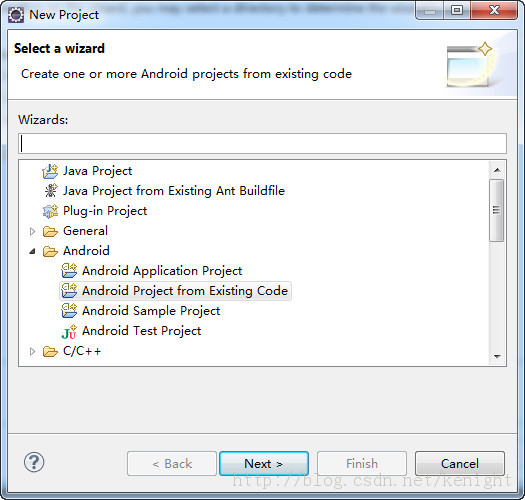 New Project
Select a wizard
Create one or more Android projects from existing code
Wizards:
Java Project
Java Project from Existing Ant Buildfile
Plug-in Project
General
Android
Android Application Project
Android Project from Existing Code
Android Sample Project
Android Test Project
C/C++
< Back
Next >
Finish
Cancel
http://blog.csdn.net/kenight